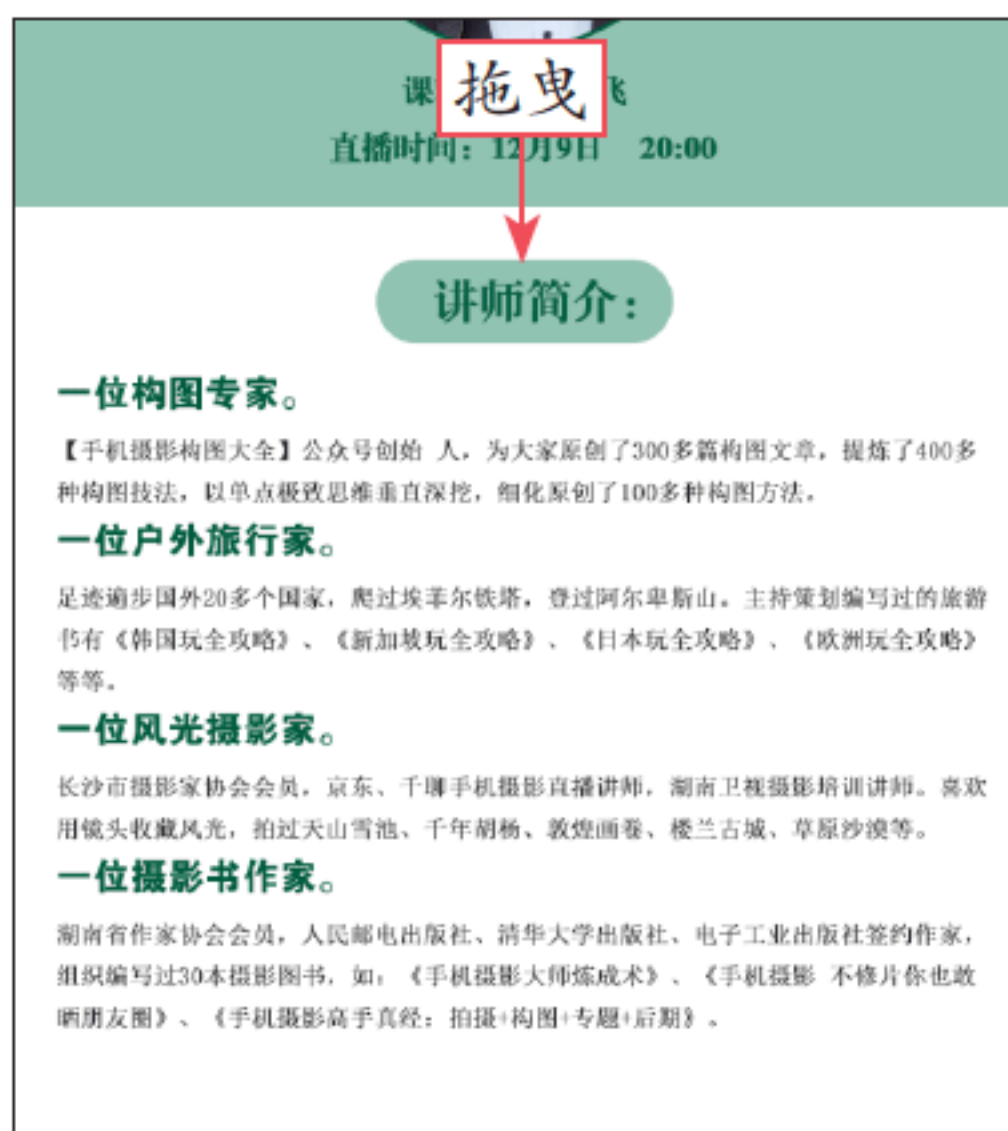 课
飞
拖曳
直播时间：12月9日 20:00
讲师简介：
一位构图专家。
【手机摄影构图大全】公众号创始 人，为大家原创了300多篇构图文章，提炼了400多
种构图技法，以单点极致思维垂直深挖，细化原创了100多种构图方法。
一位户外旅行家。
足迹遍步国外20多个国家，爬过埃菲尔铁塔，登过阿尔卑斯山。主持策划编写过的旅游
书有《韩国玩全攻略》、《新加坡玩全攻略》、《日本玩全攻略》、《欧洲玩全攻略》
等等。
一位风光摄影家。
长沙市摄影家协会会员，京东、千聊手机摄影直播讲师，湖南卫视摄影培训讲师。喜欢
用镜头收藏风光，拍过天山雪池、千年胡杨、敦煌画卷、楼兰古城、草原沙漠等。
一位摄影书作家。
湖南省作家协会会员，人民邮电出版社、清华大学出版社、电子工业出版社签约作家，
组织编写过30本摄影图书，如：《手机摄影大师炼成术》、《手机摄影 不修片你也敢
晒朋友圈》、《手机摄影高手真经：拍摄+构图+专题+后期》。